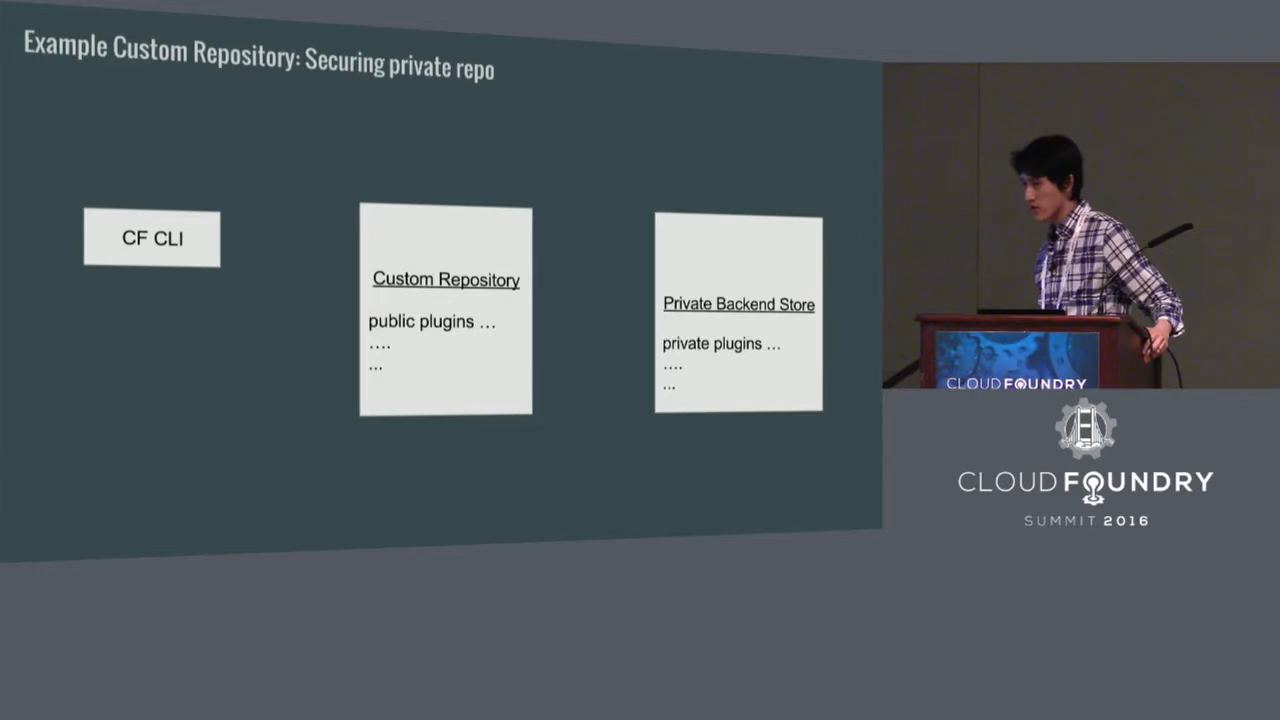 Example Custom Repository: Securing private repo
CF CLI
Custom Repository
public plugins …
….
...
Private Backend Store
private plugins …
….
...
CLOUD FOUNDRY
CLOUD FOUNDRY
SUMMIT 2016